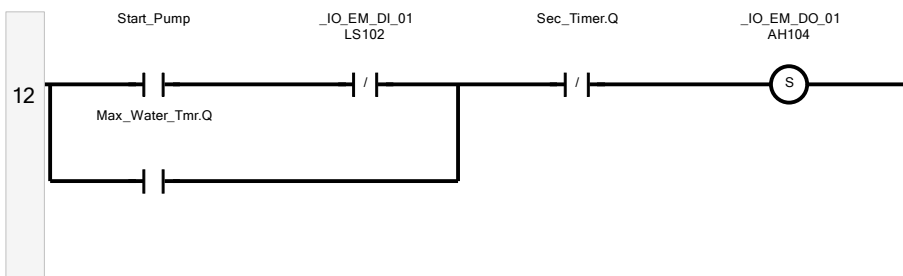 Start_Pump
_IO_EM_DI_01
LS102
Sec_Timer.Q
_IO_EM_DO_01
AH104
12
/
/
S
Max_Water_Tmr.Q